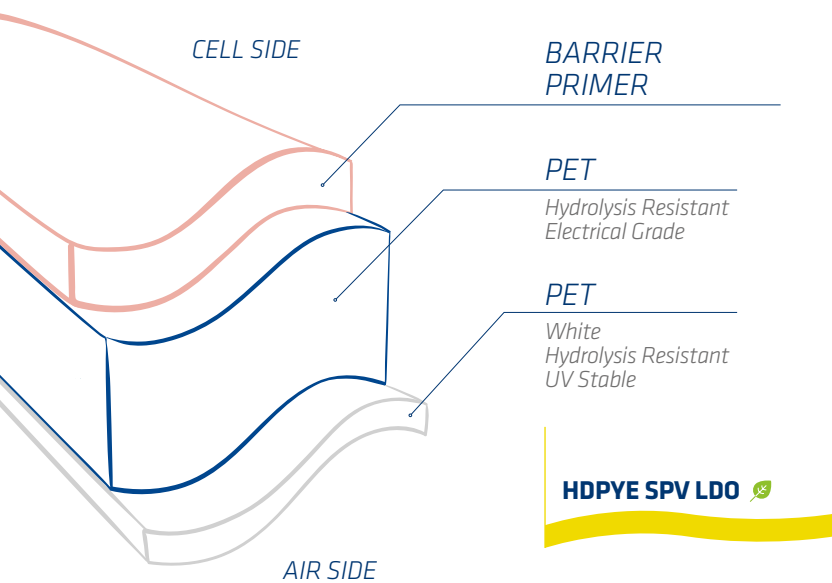 CELL SIDE
BARRIER
PRIMER
PET
Hydrolysis Resistant
Electrical Grade
PET
White
Hydrolysis Resistant
UV Stable
HDPYE SPV LDO
AIR SIDE